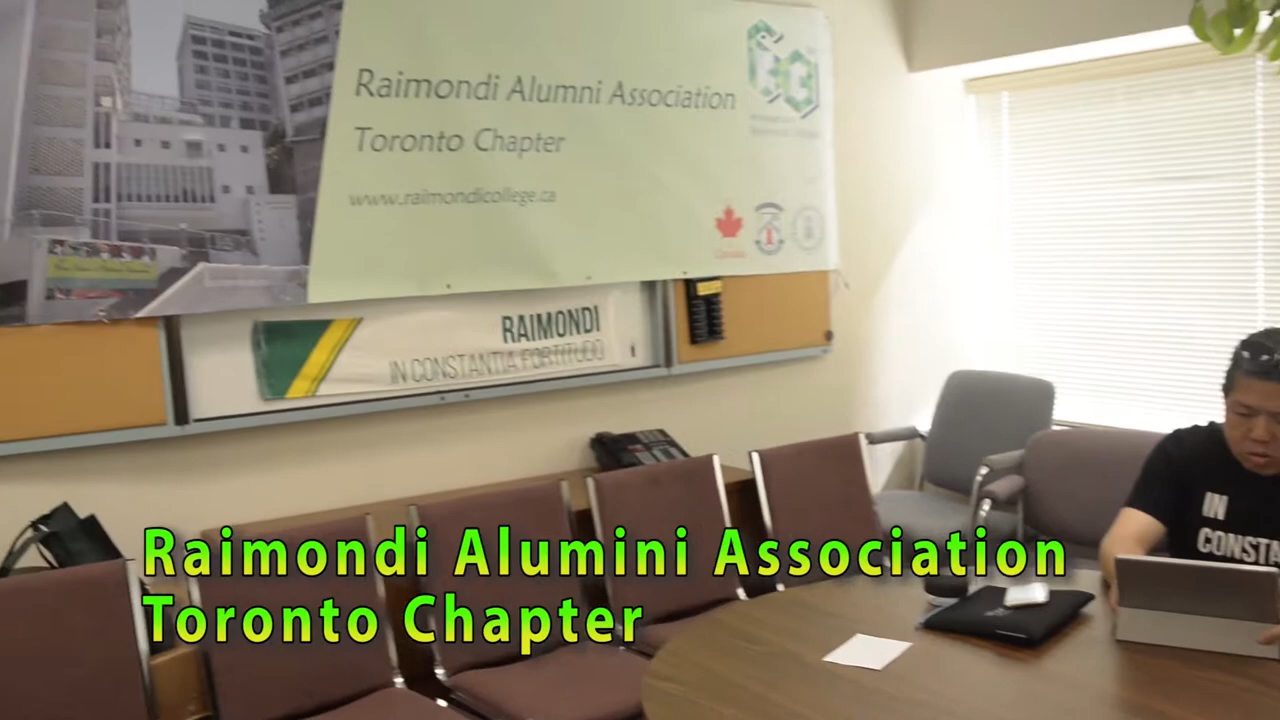 Raimondi Alumni Association
Toronto Chapter
www.raimondicollege.ca
Canada
RAIMONDI
IN CONSTANTIA FORTITUDO
IN
CONSTA
Raimondi Alumini Association
Toronto Chapter